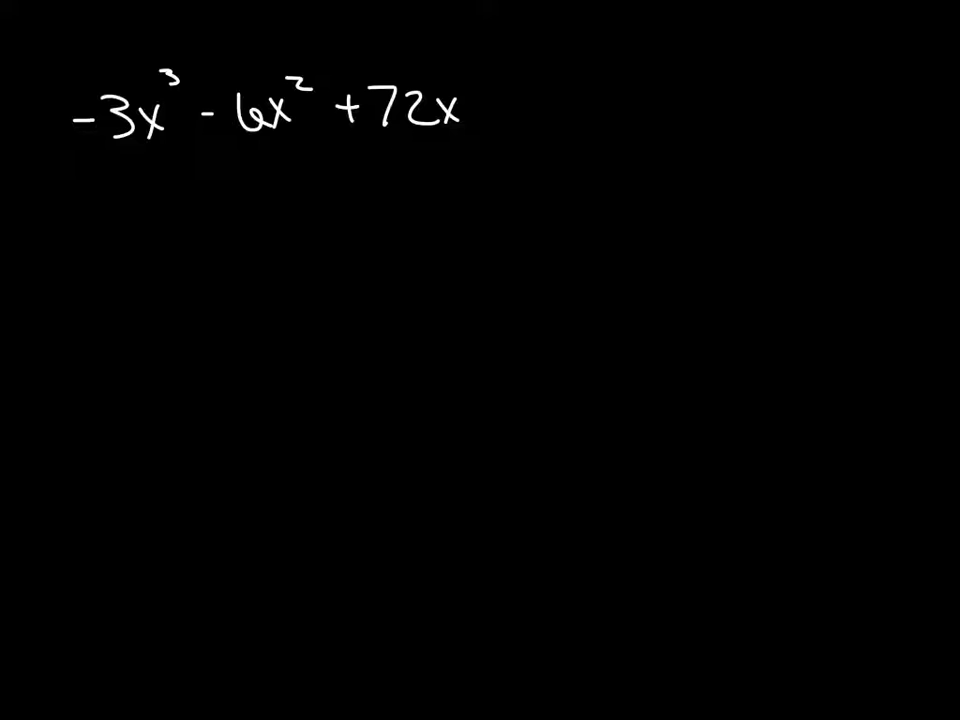 -3x³ - 6x² + 72x